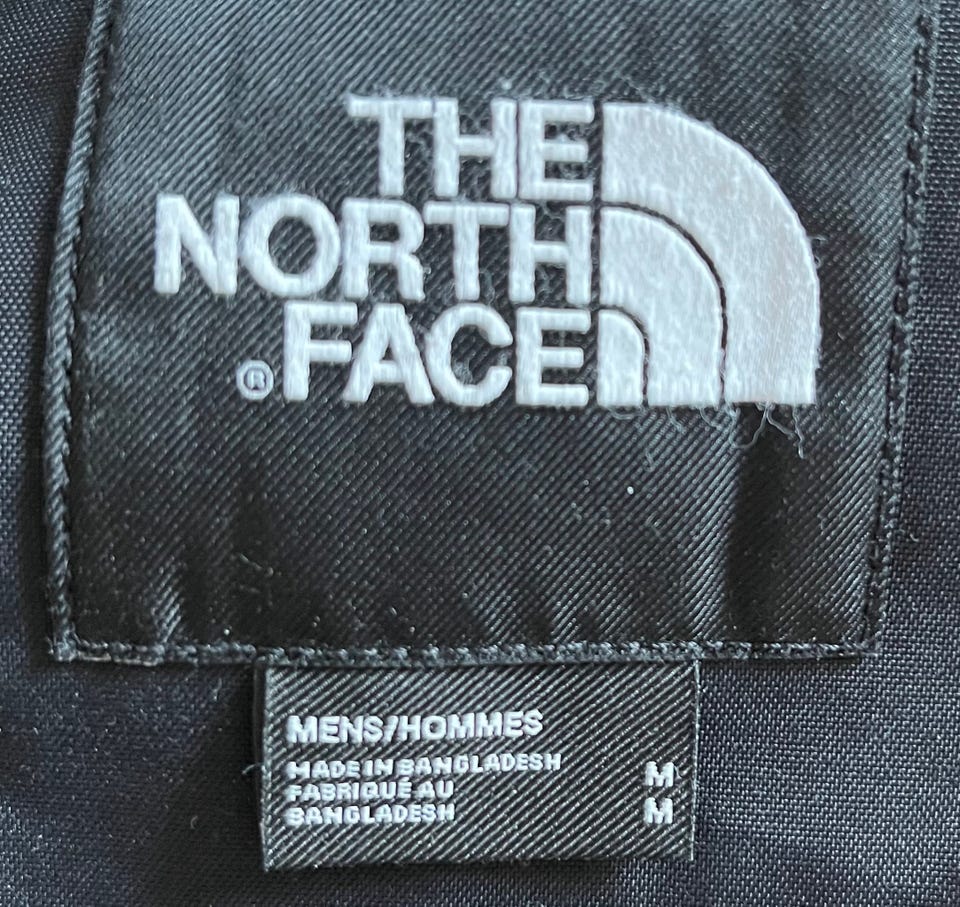 THE
NORTH
® FACE
MENS/HOMMES
MADE IN BANGLADESH M
FABRIQUÉ AU
BANGLADESH M